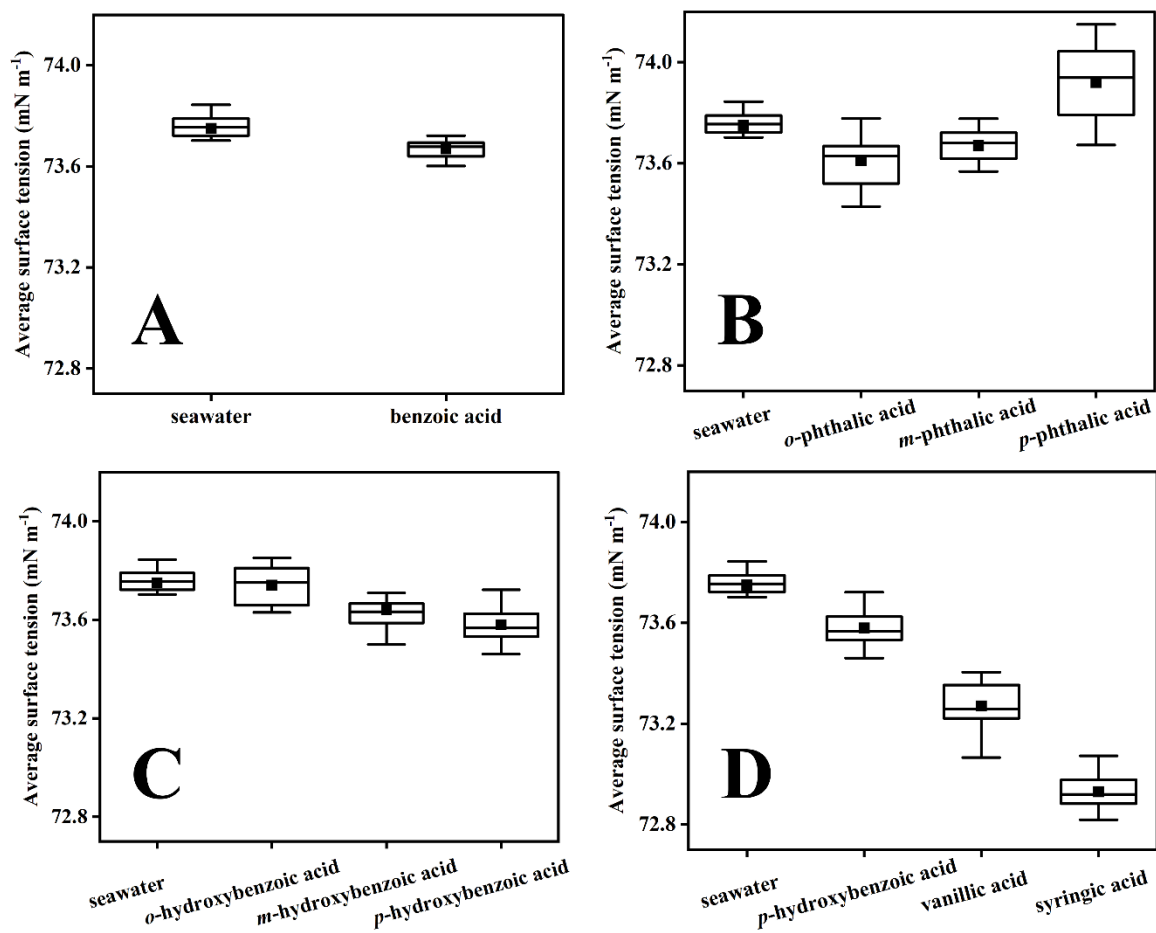 Average surface tension (mN m⁻¹)
74.0
73.6
73.2
72.8
A
seawater
benzoic acid
Average surface tension (mN m⁻¹)
74.0
73.6
73.2
72.8
B
seawater
o-phthalic acid
m-phthalic acid
p-phthalic acid
Average surface tension (mN m⁻¹)
74.0
73.6
73.2
72.8
C
seawater
o-hydroxybenzoic acid
m-hydroxybenzoic acid
p-hydroxybenzoic acid
Average surface tension (mN m⁻¹)
74.0
73.6
73.2
72.8
D
seawater
p-hydroxybenzoic acid
vanillic acid
syringic acid